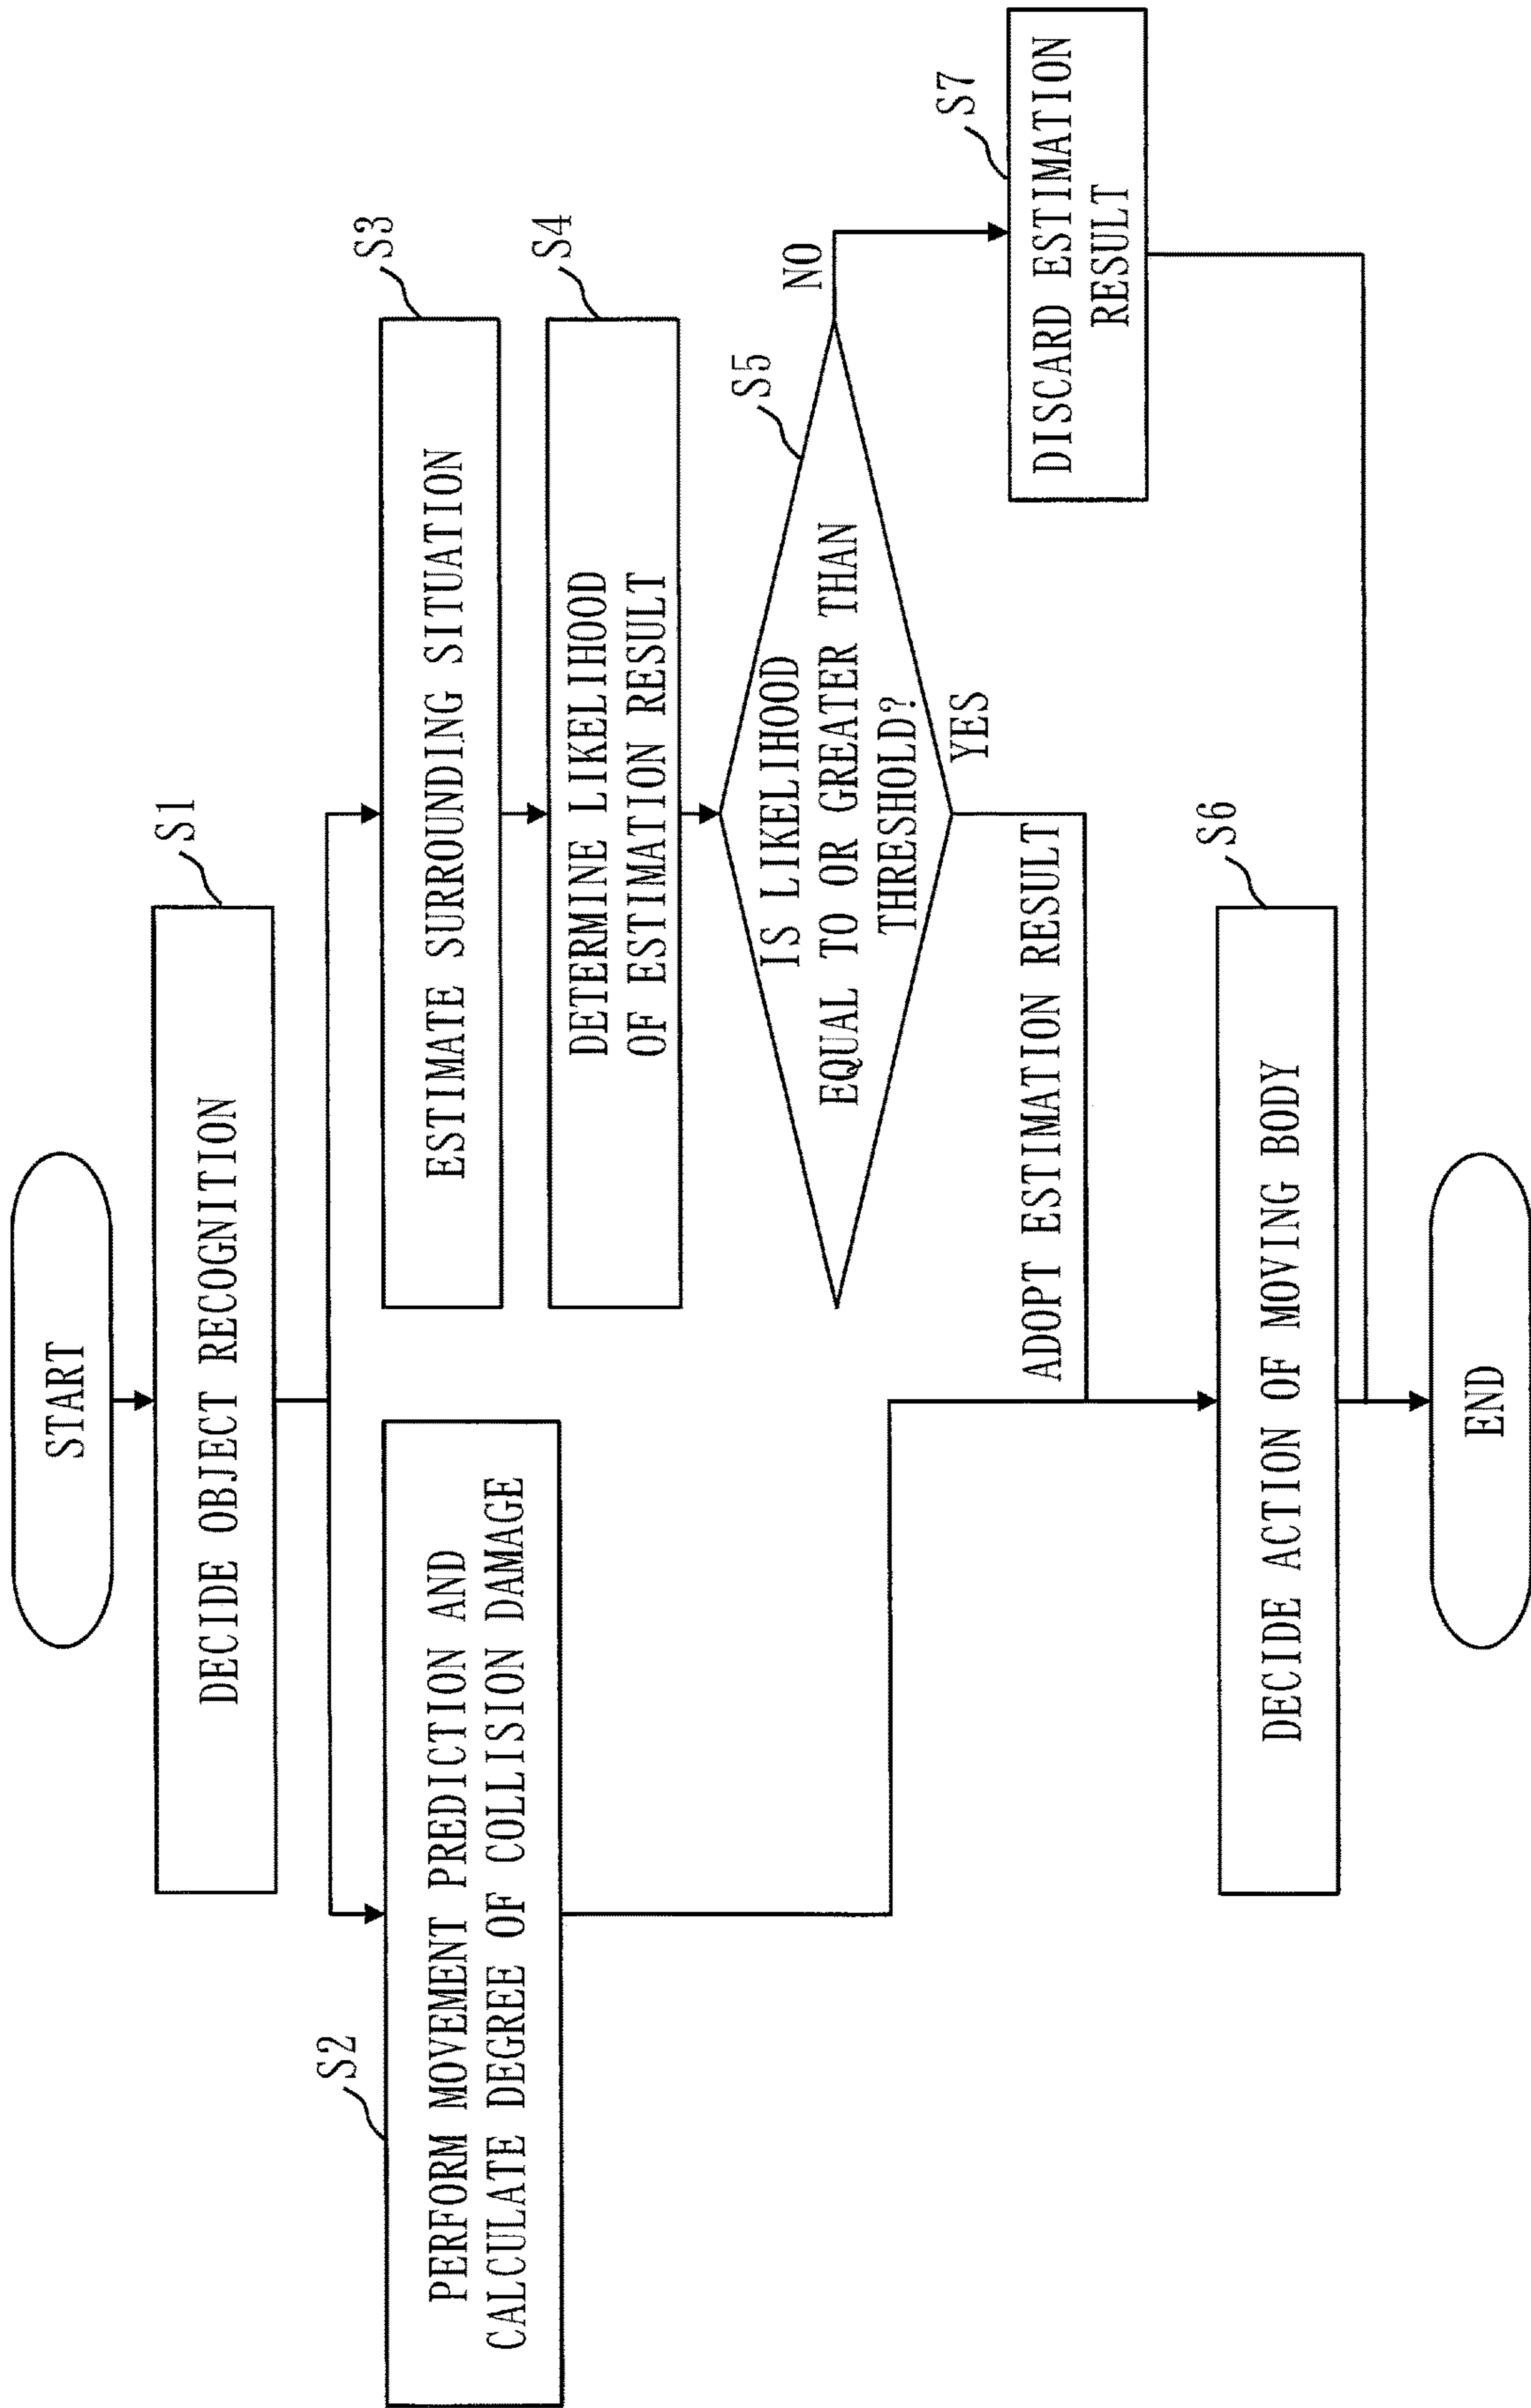 START
S1
DECIDE OBJECT RECOGNITION
S2
PERFORM MOVEMENT PREDICTION AND
CALCULATE DEGREE OF COLLISION DAMAGE
S3
ESTIMATE SURROUNDING SITUATION
S4
DETERMINE LIKELIHOOD
OF ESTIMATION RESULT
S5
IS LIKELIHOOD
EQUAL TO OR GREATER THAN
THRESHOLD?
NO
YES
S7
DISCARD ESTIMATION
RESULT
ADOPT ESTIMATION RESULT
S6
DECIDE ACTION OF MOVING BODY
END